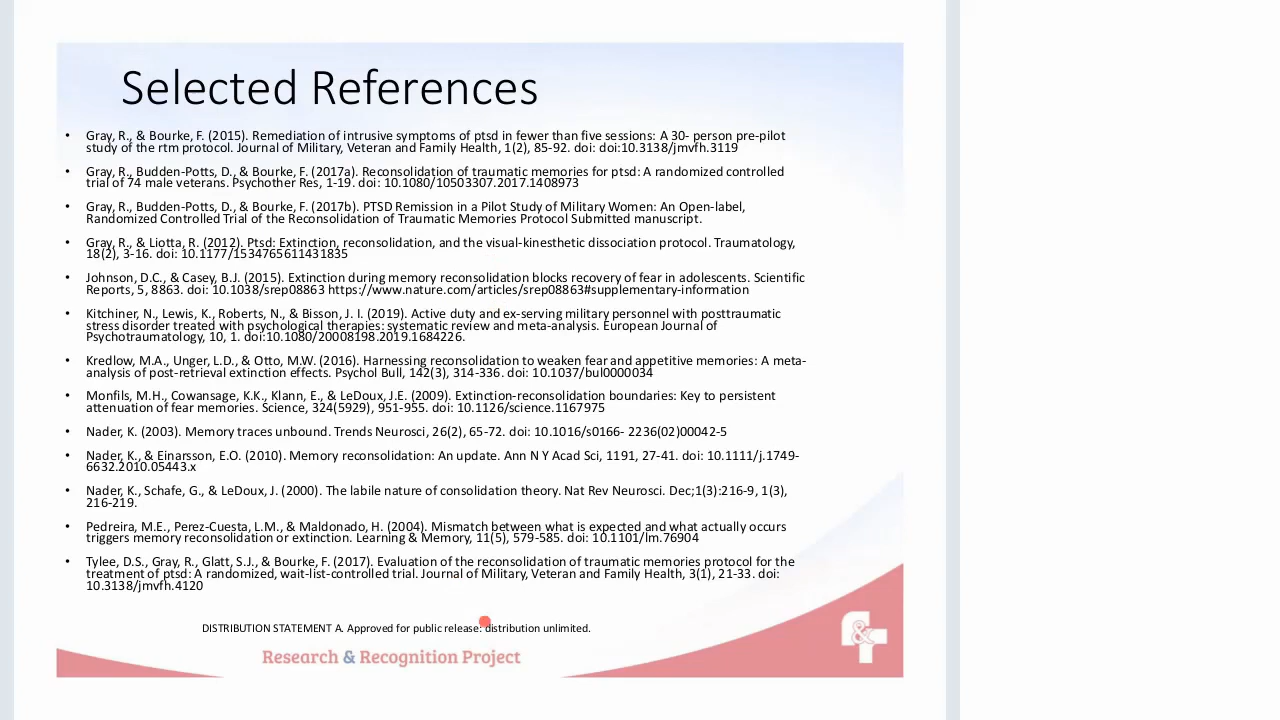 Selected References
• Gray, R., & Bourke, F. (2015). Remediation of intrusive symptoms of ptsd in fewer than five sessions: A 30- person pre-pilot
study of the rtm protocol. Journal of Military, Veteran and Family Health, 1(2), 85-92. doi: doi:10.3138/jmvfh.3119
• Gray, R., Budden-Potts, D., & Bourke, F. (2017a). Reconsolidation of traumatic memories for ptsd: A randomized controlled
trial of 74 male veterans. Psychother Res, 1-19. doi: 10.1080/10503307.2017.1408973
• Gray, R., Budden-Potts, D., & Bourke, F. (2017b). PTSD Remission in a Pilot Study of Military Women: An Open-label,
Randomized Controlled Trial of the Reconsolidation of Traumatic Memories Protocol Submitted manuscript.
• Gray, R., & Liotta, R. (2012). Ptsd: Extinction, reconsolidation, and the visual-kinesthetic dissociation protocol. Traumatology,
18(2), 3-16. doi: 10.1177/1534765611431835
• Johnson, D.C., & Casey, B.J. (2015). Extinction during memory reconsolidation blocks recovery of fear in adolescents. Scientific
Reports, 5, 8863. doi: 10.1038/srep08863 https://www.nature.com/articles/srep08863#supplementary-information
• Kitchiner, N., Lewis, K., Roberts, N., & Bisson, J. I. (2019). Active duty and ex-serving military personnel with posttraumatic
stress disorder treated with psychological therapies: systematic review and meta-analysis. European Journal of
Psychotraumatology, 10, 1. doi:10.1080/20008198.2019.1684226.
• Kredlow, M.A., Unger, L.D., & Otto, M.W. (2016). Harnessing reconsolidation to weaken fear and appetitive memories: A meta-
analysis of post-retrieval extinction effects. Psychol Bull, 142(3), 314-336. doi: 10.1037/bul0000034
• Monfils, M.H., Cowansage, K.K., Klann, E., & LeDoux, J.E. (2009). Extinction-reconsolidation boundaries: Key to persistent
attenuation of fear memories. Science, 324(5929), 951-955. doi: 10.1126/science.1167975
• Nader, K. (2003). Memory traces unbound. Trends Neurosci, 26(2), 65-72. doi: 10.1016/s0166- 2236(02)00042-5
• Nader, K., & Einarsson, E.O. (2010). Memory reconsolidation: An update. Ann N Y Acad Sci, 1191, 27-41. doi: 10.1111/j.1749-
6632.2010.05443.x
• Nader, K., Schafe, G., & LeDoux, J. (2000). The labile nature of consolidation theory. Nat Rev Neurosci. Dec;1(3):216-9, 1(3),
216-219.
• Pedreira, M.E., Perez-Cuesta, L.M., & Maldonado, H. (2004). Mismatch between what is expected and what actually occurs
triggers memory reconsolidation or extinction. Learning & Memory, 11(5), 579-585. doi: 10.1101/lm.76904
• Tylee, D.S., Gray, R., Glatt, S.J., & Bourke, F. (2017). Evaluation of the reconsolidation of traumatic memories protocol for the
treatment of ptsd: A randomized, wait-list-controlled trial. Journal of Military, Veteran and Family Health, 3(1), 21-33. doi:
10.3138/jmvfh.4120
DISTRIBUTION STATEMENT A. Approved for public release: distribution unlimited.
Research & Recognition Project
&